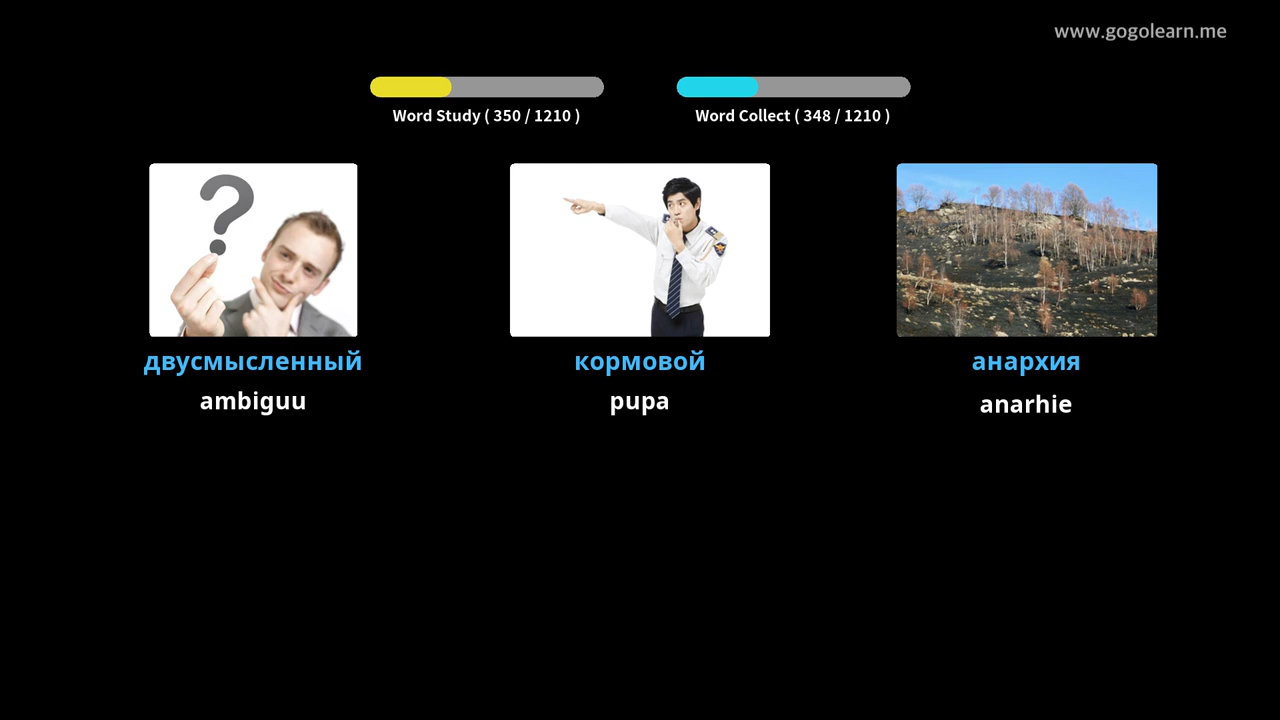 www.gogolearn.me
Word Study ( 350 / 1210 )
Word Collect ( 348 / 1210 )
двусмысленный
кормовой
анархия
ambiguu
pupa
anarhie